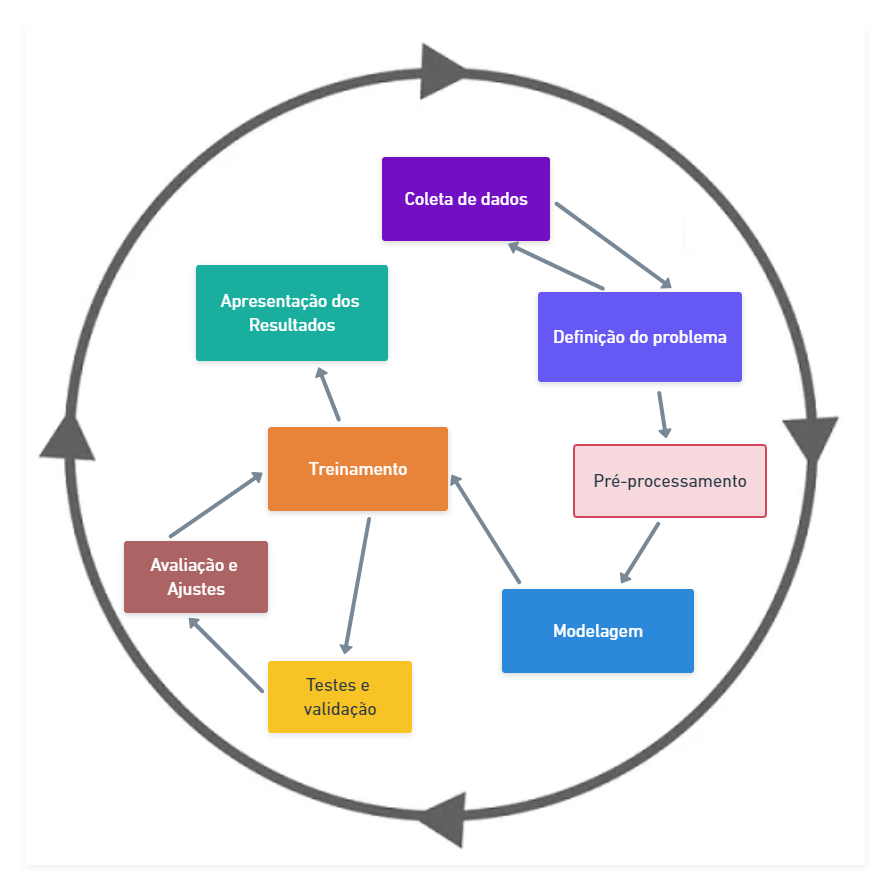 Coleta de dados
Apresentação dos
Resultados
Definição do problema
Treinamento
Pré-processamento
Avaliação e
Ajustes
Modelagem
Testes e
validação